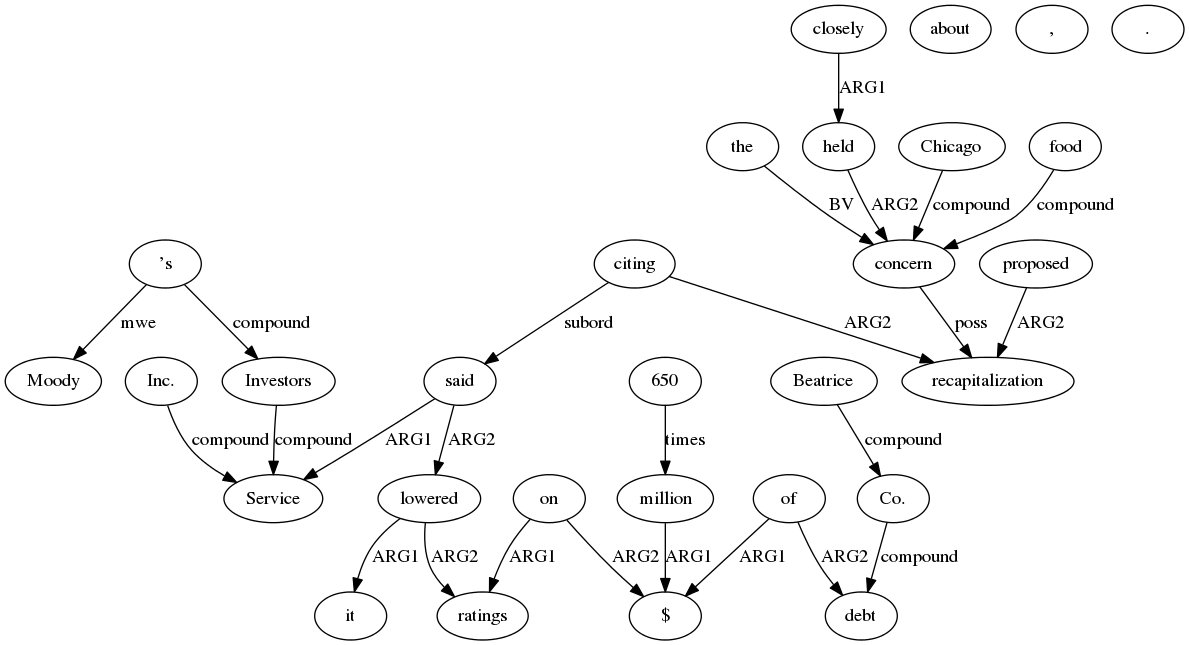 closely about , .
ARG1
the held Chicago food
BV ARG2 compound compound
’s citing concern proposed
mwe compound subord ARG2 poss ARG2
Moody Inc. Investors said 650 Beatrice recapitalization
compound compound ARG1 ARG2 times compound
Service lowered on million of Co.
ARG1 ARG2 ARG1 ARG2 ARG1 ARG1 ARG2 compound
it ratings $ debt